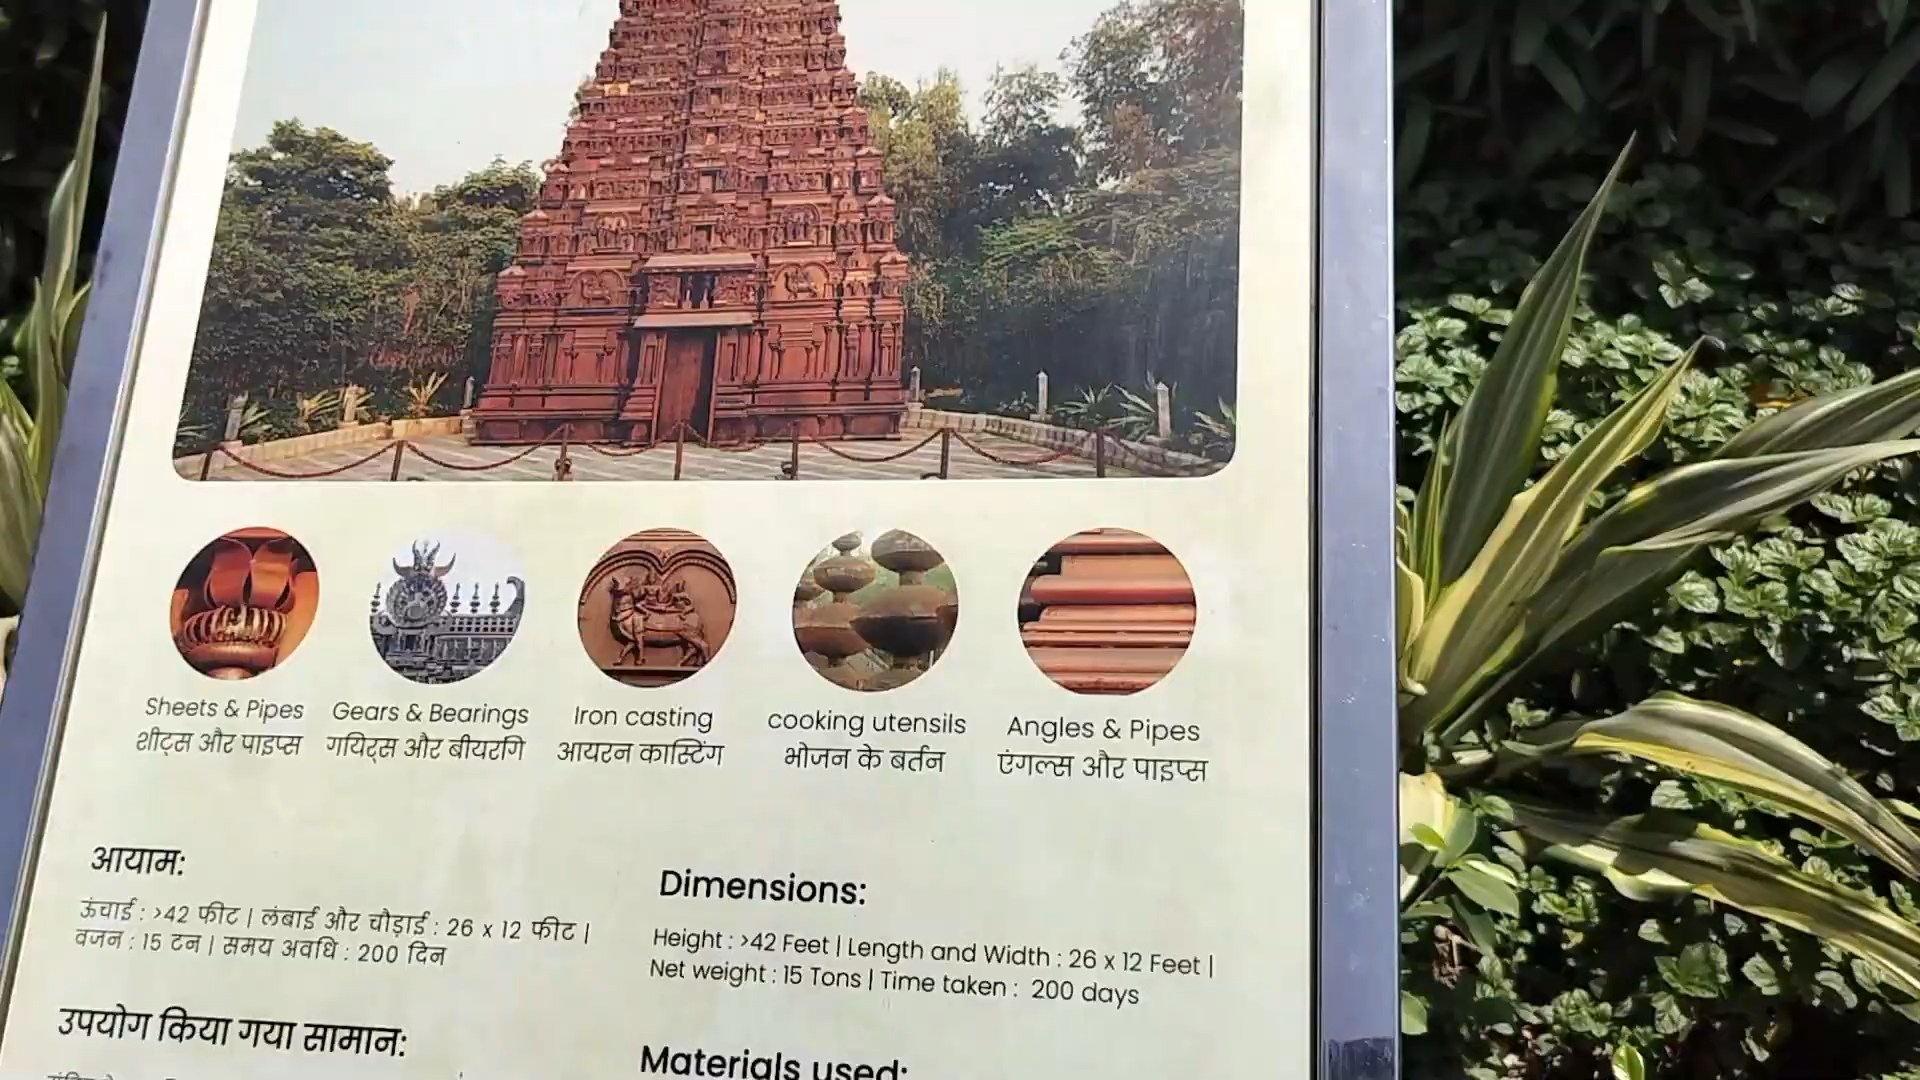 Sheets & Pipes
शीट्स और पाइप्स
Gears & Bearings
गयिर्स और बीयरगि
Iron casting
आयरन कास्टिंग
cooking utensils
भोजन के बर्तन
Angles & Pipes
एंगल्स और पाइप्स
आयाम:
ऊंचाई : >42 फीट | लंबाई और चौड़ाई : 26 x 12 फीट |
वजन : 15 टन | समय अवधि : 200 दिन
उपयोग किया गया सामान:
Dimensions:
Height : >42 Feet | Length and Width : 26 x 12 Feet |
Net weight : 15 Tons | Time taken : 200 days
Materials used: